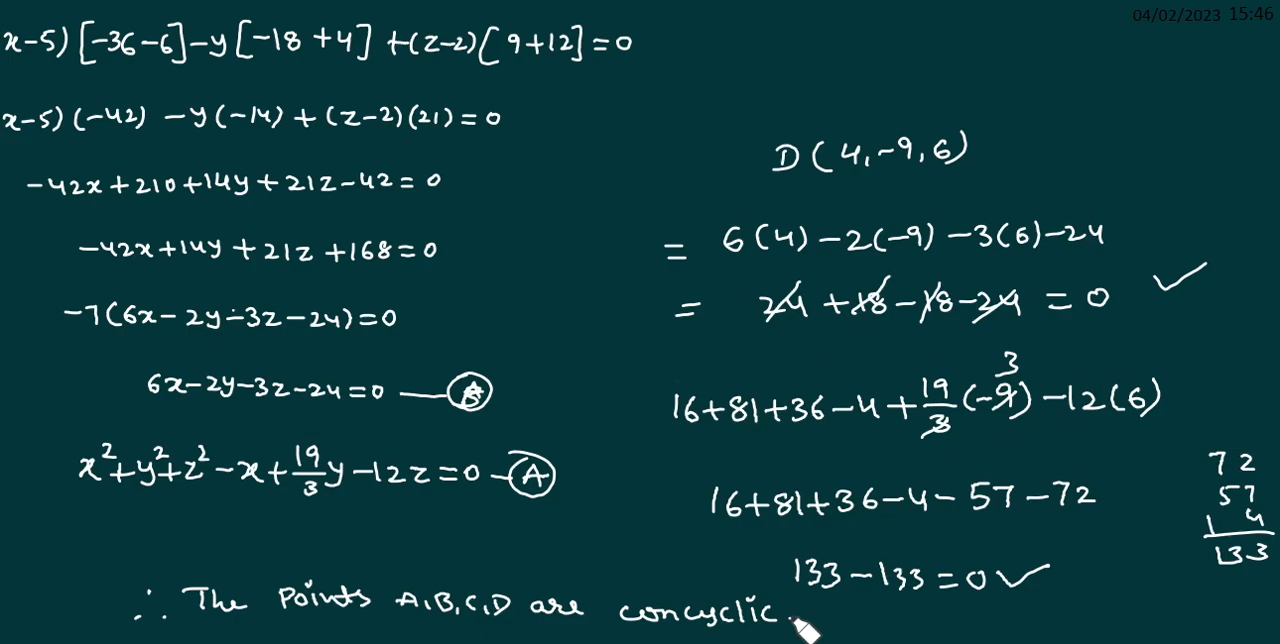 04/02/2023 15:46
x-5)[-36-6]-y[-18+4]+(z-2)[9+12]=0
x-5)(-42)-y(-14)+(z-2)(21)=0
-42x+210+14y+21z-42=0
-42x+14y+21z+168=0
-7(6x-2y-3z-24)=0
6x-2y-3z-24=0 — B
x²+y²+z²-x+19/3y-12z=0 — A
D(4,-9,6)
= 6(4)-2(-9)-3(6)-24
= 24+18-18-24=0 ✓
3
16+81+36-4+19/3(-9)-12(6)
16+81+36-4-57-72
133-133=0 ✓
72
57
1 4
133
∴ The Points A,B,C,D are concyclic.